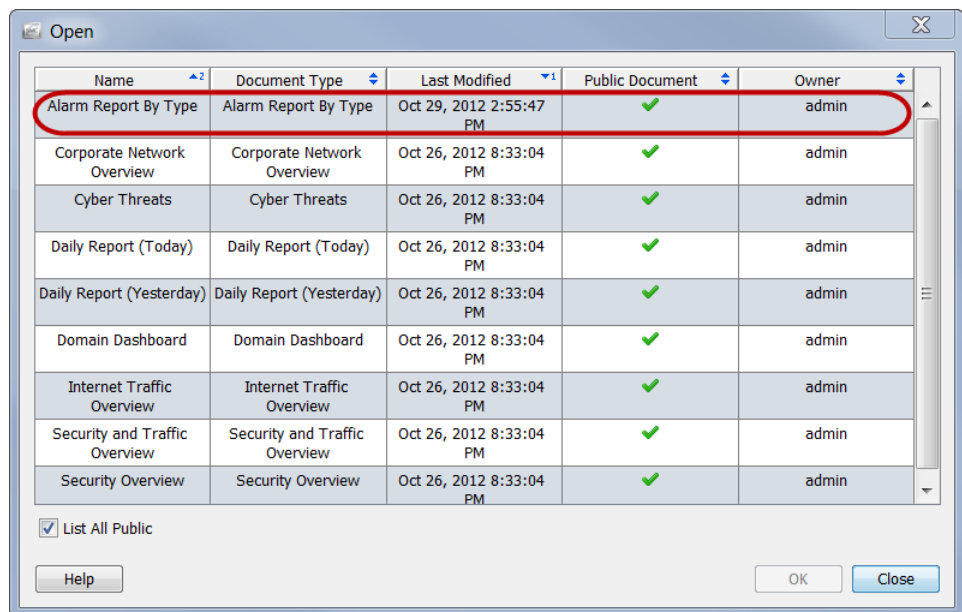 Open
Name 2 Document Type Last Modified 1 Public Document Owner
Alarm Report By Type Alarm Report By Type Oct 29, 2012 2:55:47 admin
PM
Corporate Network Corporate Network Oct 26, 2012 8:33:04 admin
Overview Overview PM
Cyber Threats Cyber Threats Oct 26, 2012 8:33:04 admin
PM
Daily Report (Today) Daily Report (Today) Oct 26, 2012 8:33:04 admin
PM
Daily Report (Yesterday) Daily Report (Yesterday) Oct 26, 2012 8:33:04 admin
PM
Domain Dashboard Domain Dashboard Oct 26, 2012 8:33:04 admin
PM
Internet Traffic Internet Traffic Oct 26, 2012 8:33:04 admin
Overview Overview PM
Security and Traffic Security and Traffic Oct 26, 2012 8:33:04 admin
Overview Overview PM
Security Overview Security Overview Oct 26, 2012 8:33:04 admin
PM
List All Public
Help OK Close